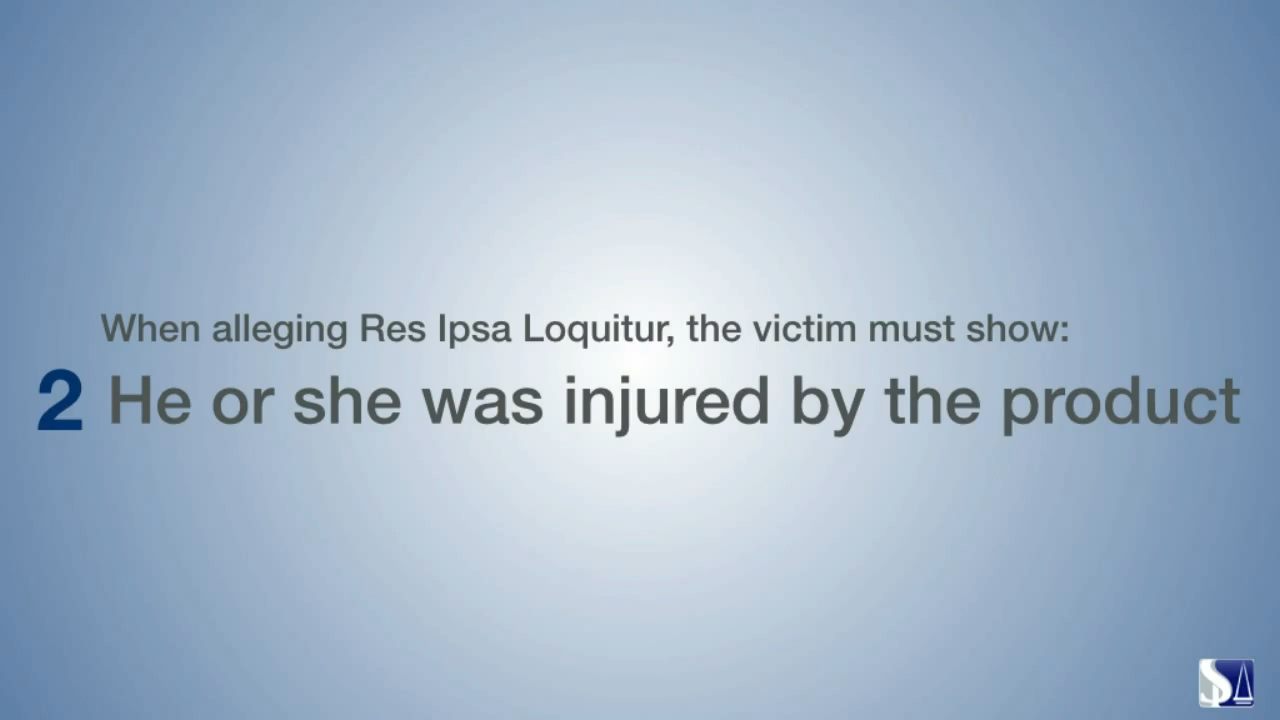 When alleging Res Ipsa Loquitur, the victim must show:
2 He or she was injured by the product